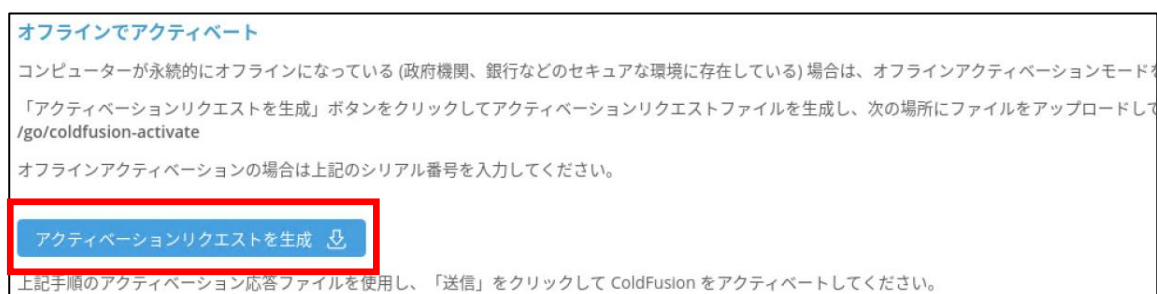 オフラインでアクティベート
コンピューターが永続的にオフラインになっている (政府機関、銀行などのセキュアな環境に存在している) 場合は、オフラインアクティベーションモードを
「アクティベーションリクエストを生成」ボタンをクリックしてアクティベーションリクエストファイルを生成し、次の場所にファイルをアップロードして
/go/coldfusion-activate
オフラインアクティベーションの場合は上記のシリアル番号を入力してください。
アクティベーションリクエストを生成
上記手順のアクティベーション応答ファイルを使用し、「送信」をクリックして ColdFusion をアクティベートしてください。